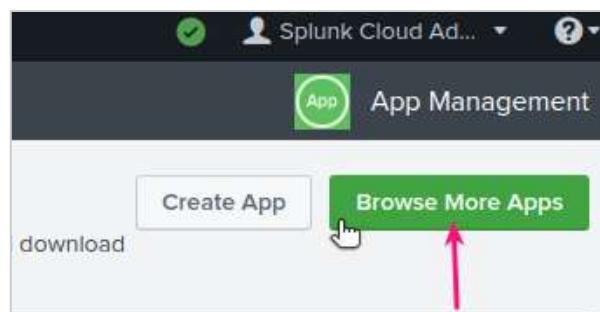 Splunk Cloud Ad...
App
App Management
Create App
Browse More Apps
download